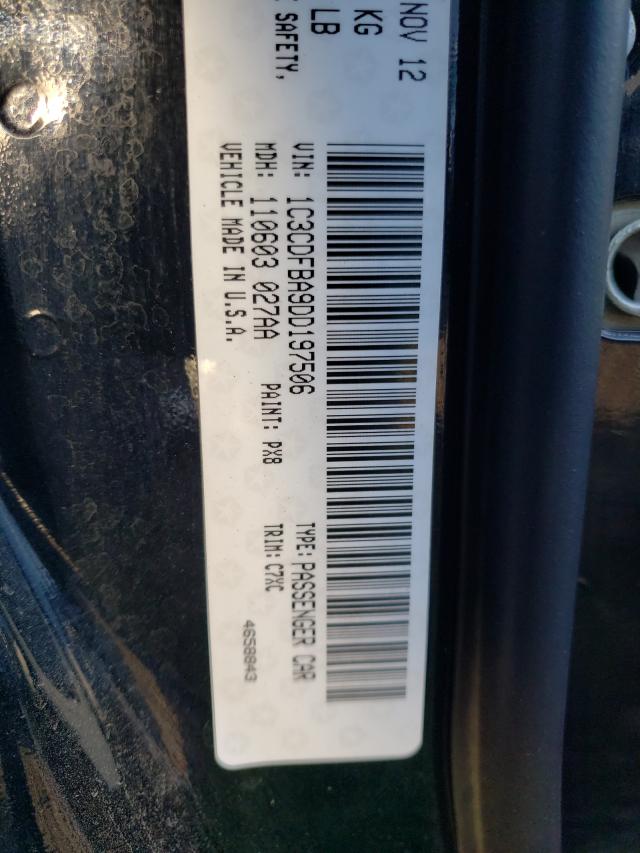 NOV 12
KG
LB
SAFETY,
VIN: 1C3CDFBA9DD197506 TYPE: PASSENGER CAR
MDH: 110603 027AA PAINT: PX8 TRIM: C7XC
VEHICLE MADE IN U.S.A. 4658843